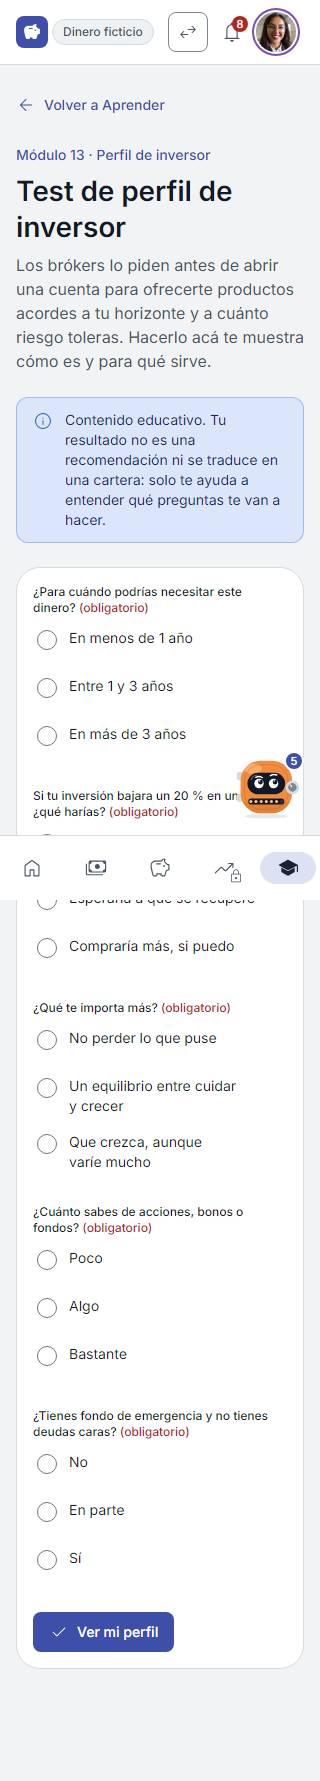 Dinero ficticio
8
Volver a Aprender
Módulo 13 · Perfil de inversor
Test de perfil de
inversor
Los brókers lo piden antes de abrir
una cuenta para ofrecerte productos
acordes a tu horizonte y a cuánto
riesgo toleras. Hacerlo acá te muestra
cómo es y para qué sirve.
Contenido educativo. Tu
resultado no es una
recomendación ni se traduce en
una cartera: solo te ayuda a
entender qué preguntas te van a
hacer.
¿Para cuándo podrías necesitar este
dinero? (obligatorio)
En menos de 1 año
Entre 1 y 3 años
En más de 3 años
5
Si tu inversión bajara un 20 % en un
¿qué harías? (obligatorio)
Esperaría a que se recupere
Compraría más, si puedo
¿Qué te importa más? (obligatorio)
No perder lo que puse
Un equilibrio entre cuidar
y crecer
Que crezca, aunque
varíe mucho
¿Cuánto sabes de acciones, bonos o
fondos? (obligatorio)
Poco
Algo
Bastante
¿Tienes fondo de emergencia y no tienes
deudas caras? (obligatorio)
No
En parte
Sí
Ver mi perfil